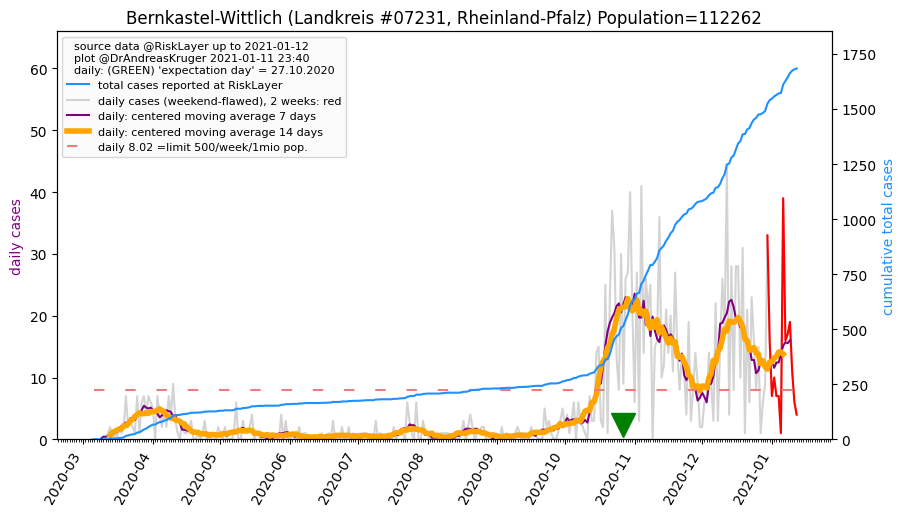 Bernkastel-Wittlich (Landkreis #07231, Rheinland-Pfalz) Population=112262
source data @RiskLayer up to 2021-01-12
plot @DrAndreasKruger 2021-01-11 23:40
daily: (GREEN) 'expectation day' = 27.10.2020
total cases reported at RiskLayer
daily cases (weekend-flawed), 2 weeks: red
daily: centered moving average 7 days
daily: centered moving average 14 days
daily 8.02 =limit 500/week/1mio pop.
daily cases
60
50
40
30
20
10
0
cumulative total cases
1750
1500
1250
1000
750
500
250
0
2020-03
2020-04
2020-05
2020-06
2020-07
2020-08
2020-09
2020-10
2020-11
2020-12
2021-01